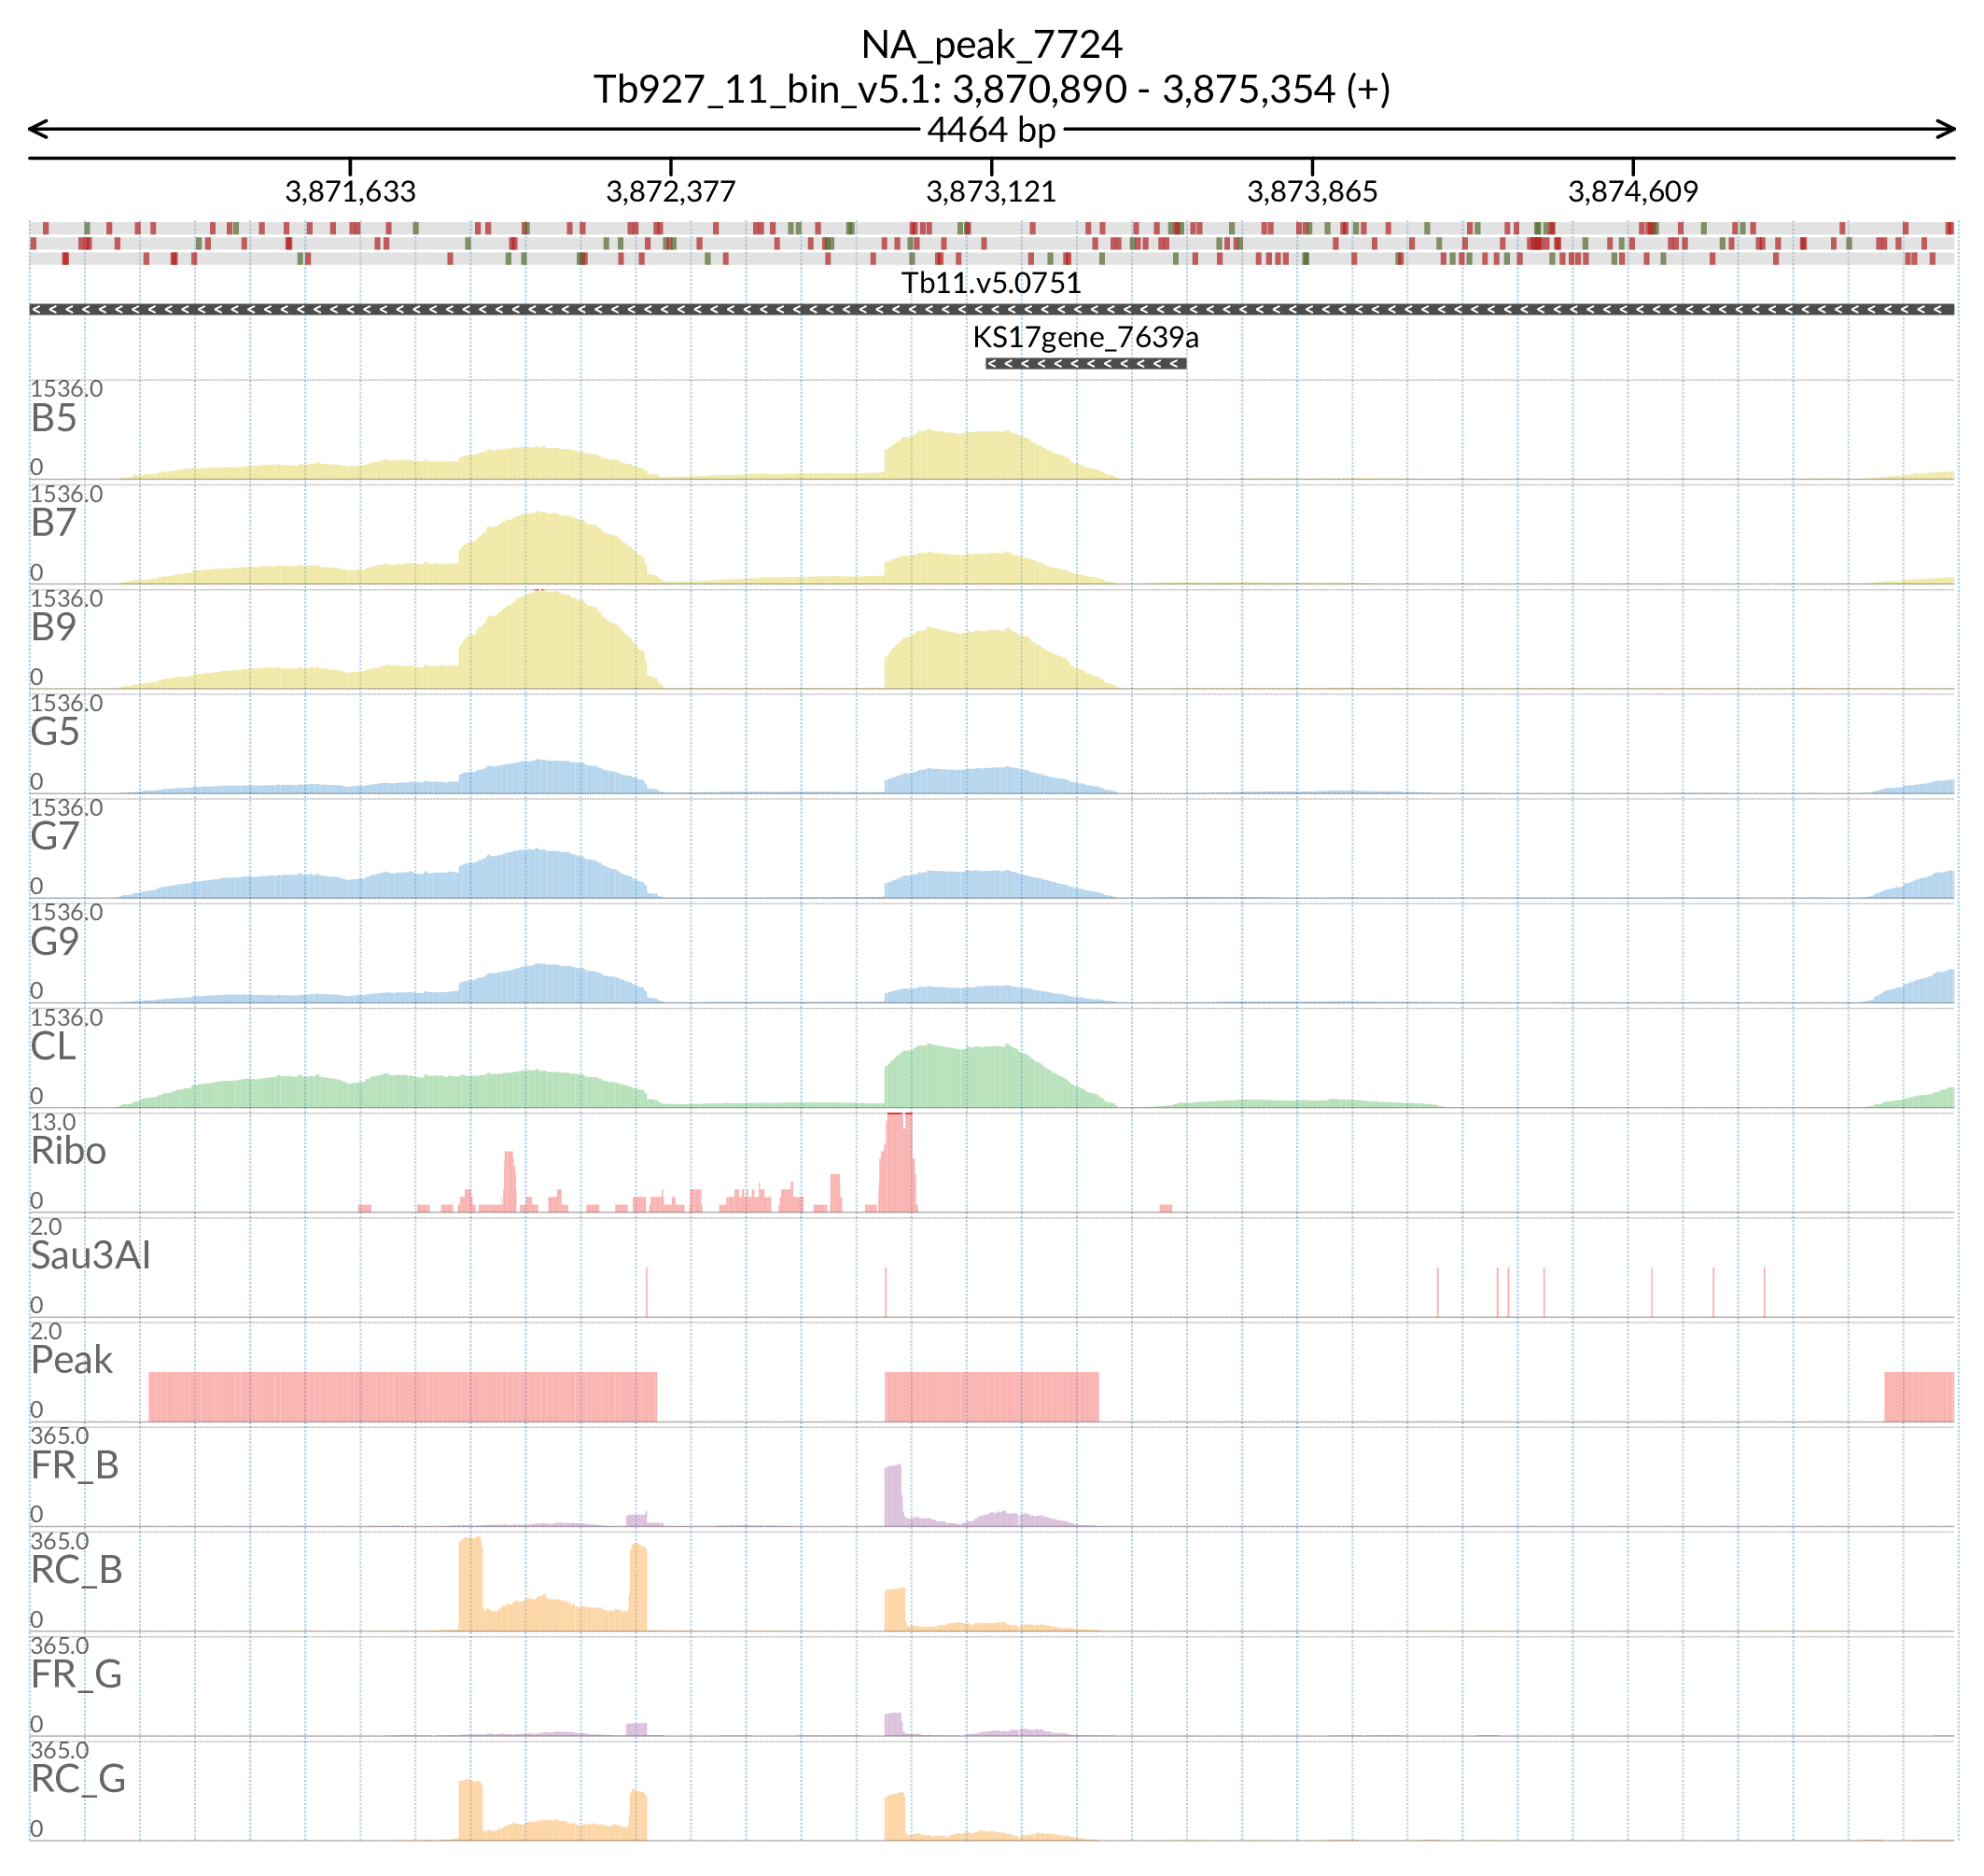 NA_peak_7724
Tb927_11_bin_v5.1: 3,870,890 - 3,875,354 (+)
4464 bp
3,871,633 3,872,377 3,873,121 3,873,865 3,874,609
Tb11.v5.0751
KS17gene_7639a
1536.0
B5
0
1536.0
B7
0
1536.0
B9
0
1536.0
G5
0
1536.0
G7
0
1536.0
G9
0
1536.0
CL
0
13.0
Ribo
0
2.0
Sau3AI
0
2.0
Peak
0
365.0
FR_B
0
365.0
RC_B
0
365.0
FR_G
0
365.0
RC_G
0